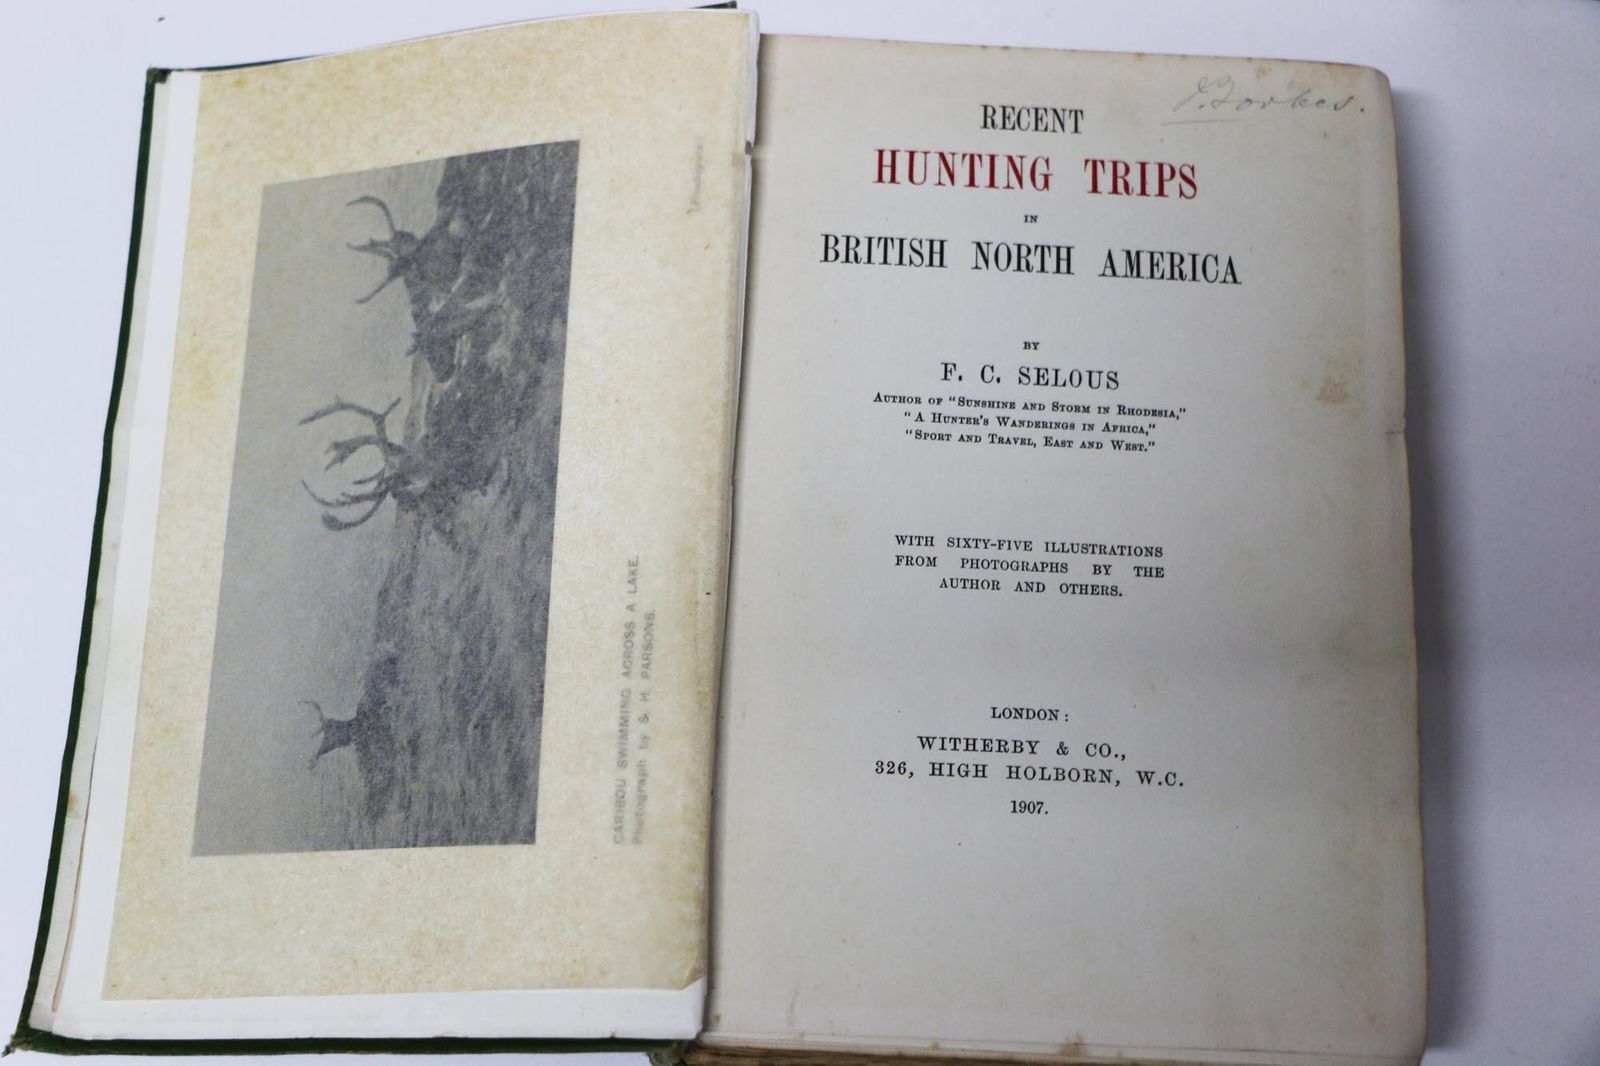 CARIBOU SWIMMING ACROSS A LAKE.
Photograph by S. H. PARSONS.
[Frontispiece.]
Forbes.
RECENT
HUNTING TRIPS
IN
BRITISH NORTH AMERICA
BY
F. C. SELOUS
AUTHOR OF "SUNSHINE AND STORM IN RHODESIA,"
"A HUNTER'S WANDERINGS IN AFRICA,"
"SPORT AND TRAVEL, EAST AND WEST."
WITH SIXTY-FIVE ILLUSTRATIONS
FROM PHOTOGRAPHS BY THE
AUTHOR AND OTHERS.
LONDON:
WITHERBY & CO.,
326, HIGH HOLBORN, W.C.
1907.